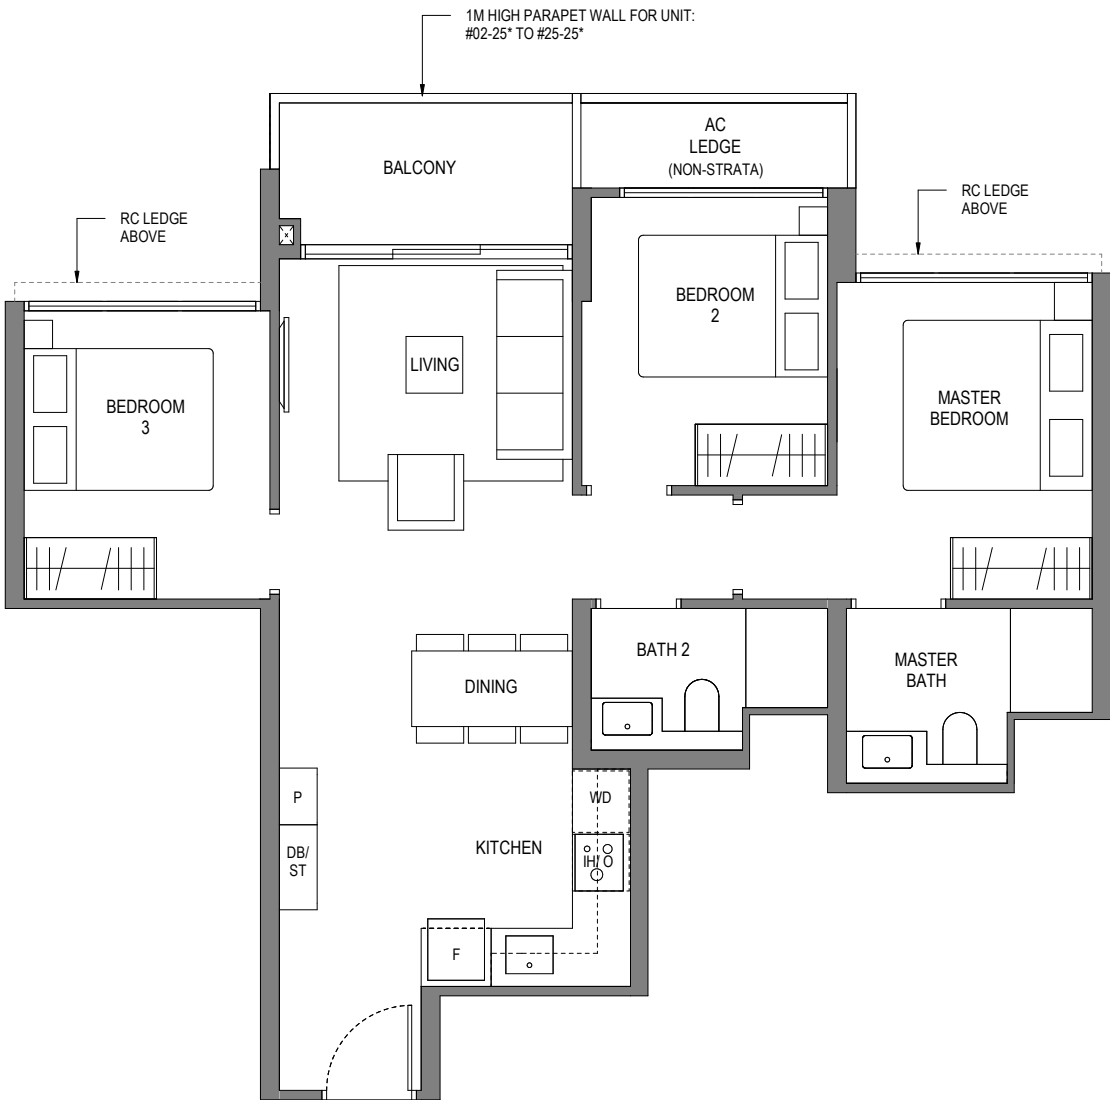 1M HIGH PARAPET WALL FOR UNIT:
#02-25* TO #25-25*
AC
LEDGE
(NON-STRATA)
BALCONY
RC LEDGE
ABOVE
RC LEDGE
ABOVE
BEDROOM
2
LIVING
BEDROOM
3
MASTER
BEDROOM
BATH 2
MASTER
BATH
DINING
P
WD
KITCHEN
DB/
ST
IH/ O
F